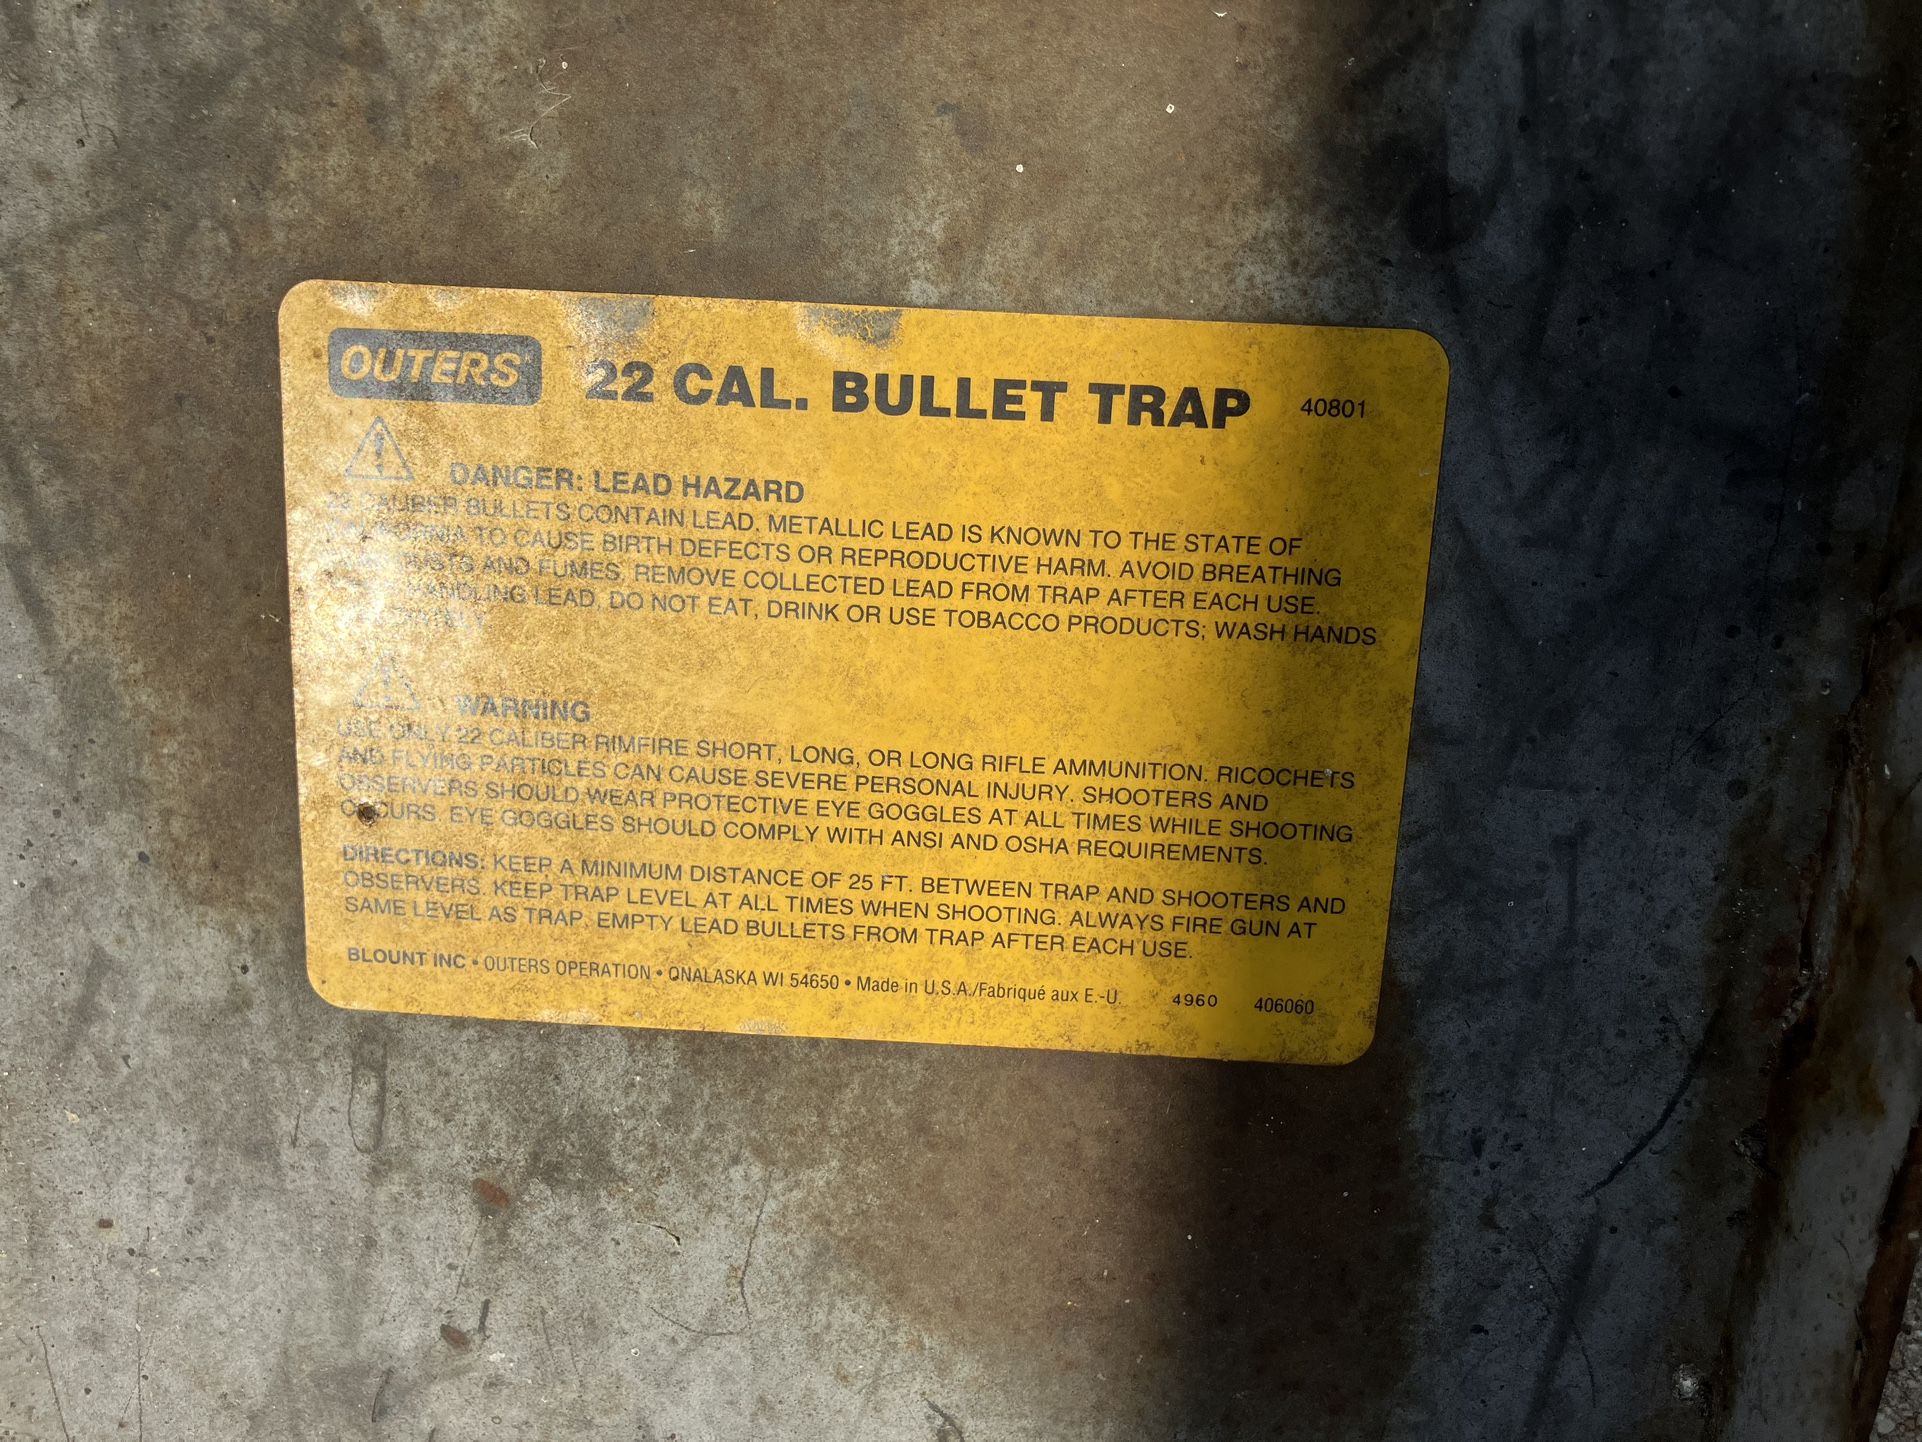 OUTERS
22 CAL. BULLET TRAP 40801
DANGER: LEAD HAZARD
22 CALIBER BULLETS CONTAIN LEAD. METALLIC LEAD IS KNOWN TO THE STATE OF
CALIFORNIA TO CAUSE BIRTH DEFECTS OR REPRODUCTIVE HARM. AVOID BREATHING
DUSTS AND FUMES. REMOVE COLLECTED LEAD FROM TRAP AFTER EACH USE.
HANDLING LEAD, DO NOT EAT, DRINK OR USE TOBACCO PRODUCTS; WASH HANDS
WARNING
USE ONLY 22 CALIBER RIMFIRE SHORT, LONG, OR LONG RIFLE AMMUNITION. RICOCHETS
AND FLYING PARTICLES CAN CAUSE SEVERE PERSONAL INJURY. SHOOTERS AND
OBSERVERS SHOULD WEAR PROTECTIVE EYE GOGGLES AT ALL TIMES WHILE SHOOTING
OCCURS. EYE GOGGLES SHOULD COMPLY WITH ANSI AND OSHA REQUIREMENTS.
DIRECTIONS: KEEP A MINIMUM DISTANCE OF 25 FT. BETWEEN TRAP AND SHOOTERS AND
OBSERVERS. KEEP TRAP LEVEL AT ALL TIMES WHEN SHOOTING. ALWAYS FIRE GUN AT
SAME LEVEL AS TRAP. EMPTY LEAD BULLETS FROM TRAP AFTER EACH USE.
BLOUNT INC • OUTERS OPERATION • ONALASKA WI 54650 • Made in U.S.A./Fabriqué aux E.-U. 4960 406060